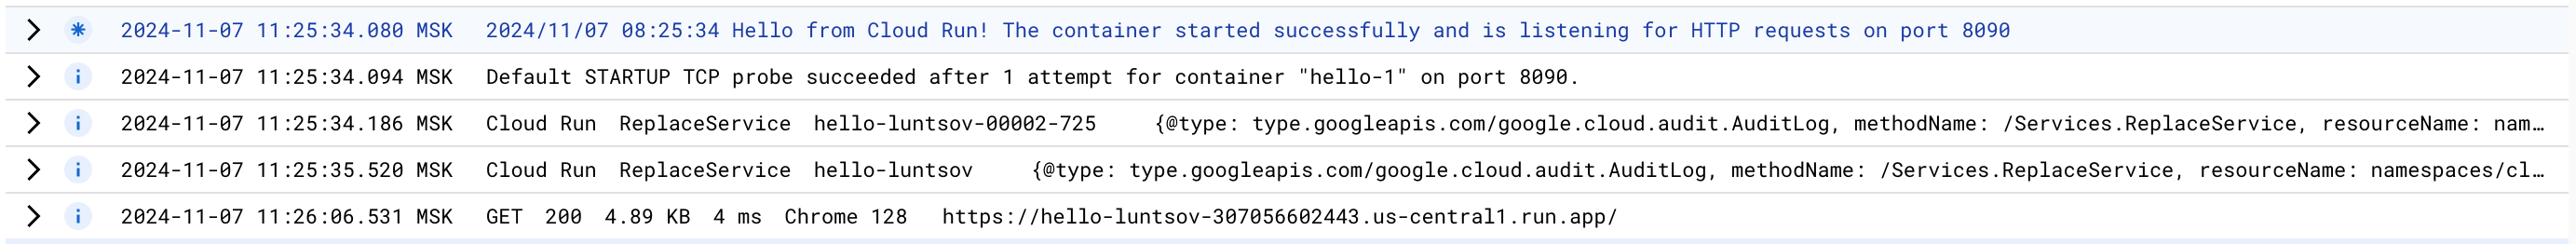 2024-11-07 11:25:34.080 MSK 2024/11/07 08:25:34 Hello from Cloud Run! The container started successfully and is listening for HTTP requests on port 8090
2024-11-07 11:25:34.094 MSK Default STARTUP TCP probe succeeded after 1 attempt for container "hello-1" on port 8090.
2024-11-07 11:25:34.186 MSK Cloud Run ReplaceService hello-luntsov-00002-725 {@type: type.googleapis.com/google.cloud.audit.AuditLog, methodName: /Services.ReplaceService, resourceName: nam…
2024-11-07 11:25:35.520 MSK Cloud Run ReplaceService hello-luntsov {@type: type.googleapis.com/google.cloud.audit.AuditLog, methodName: /Services.ReplaceService, resourceName: namespaces/cl…
2024-11-07 11:26:06.531 MSK GET 200 4.89 KB 4 ms Chrome 128 https://hello-luntsov-307056602443.us-central1.run.app/